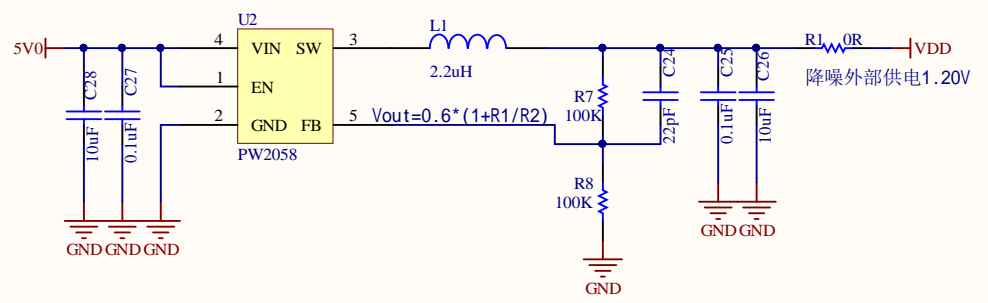 U2
L1
5V0
4
VIN
SW
3
R1
0R
VDD
2.2uH
C28
C27
1
EN
C24
C25
C26
降噪外部供电1.20V
R7
100K
10uF
0.1uF
2
GND
FB
5
Vout=0.6*(1+R1/R2)
22pF
0.1uF
10uF
PW2058
R8
100K
GND
GND
GND
GND
GND
GND